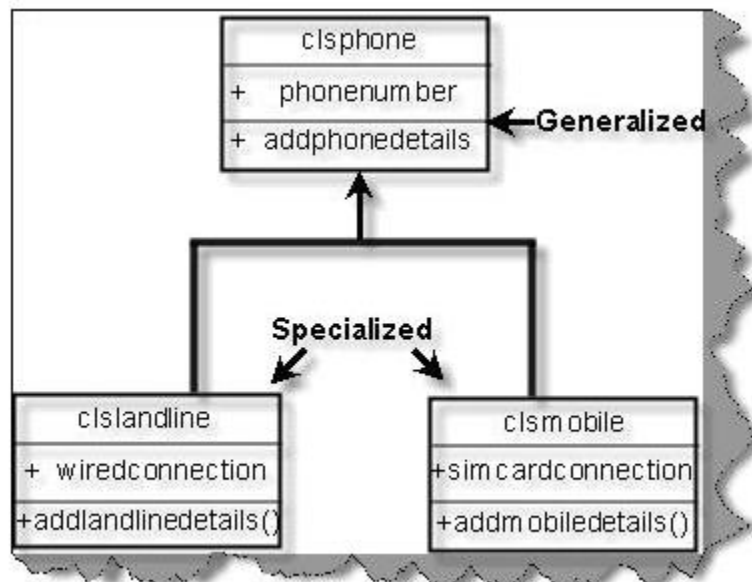 clsphone
+ phonenumber
+ addphonedetails
Generalized
Specialized
clslandline
+ wiredconnection
+addlandlinedetails()
clsmobile
+simcardconnection
+addmobiledetails()